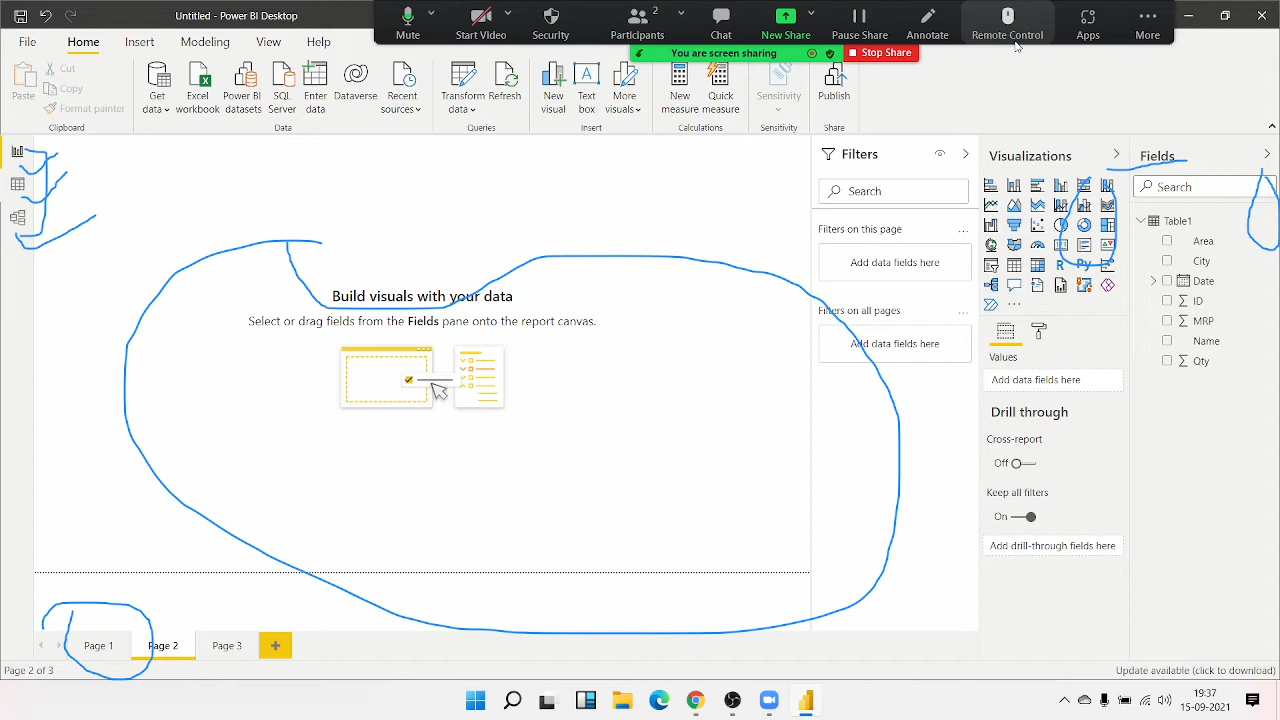 Untitled - Power BI Desktop
Mute
Start Video
Security
Participants
2
Chat
New Share
Pause Share
Annotate
Remote Control
Apps
More
You are screen sharing
Stop Share
File
Home
Insert
Modeling
View
Help
Paste
Cut
Copy
Format painter
Clipboard
Get data
Excel workbook
Power BI datasets
SQL Server
Enter data
Dataverse
Recent sources
Data
Transform data
Refresh
Queries
New visual
Text box
More visuals
Insert
New measure
Quick measure
Calculations
Sensitivity
Sensitivity
Publish
Share
Build visuals with your data
Select or drag fields from the Fields pane onto the report canvas.
Filters
Search
Filters on this page
Add data fields here
Filters on all pages
Add data fields here
Visualizations
R
Py
Values
Add data fields here
Drill through
Cross-report
Off
Keep all filters
On
Add drill-through fields here
Fields
Search
Table1
Area
City
Date
ID
MRP
Name
Qty
Page 1
Page 2
Page 3
Page 2 of 3
Update available (click to download)
19:37
15-09-2021